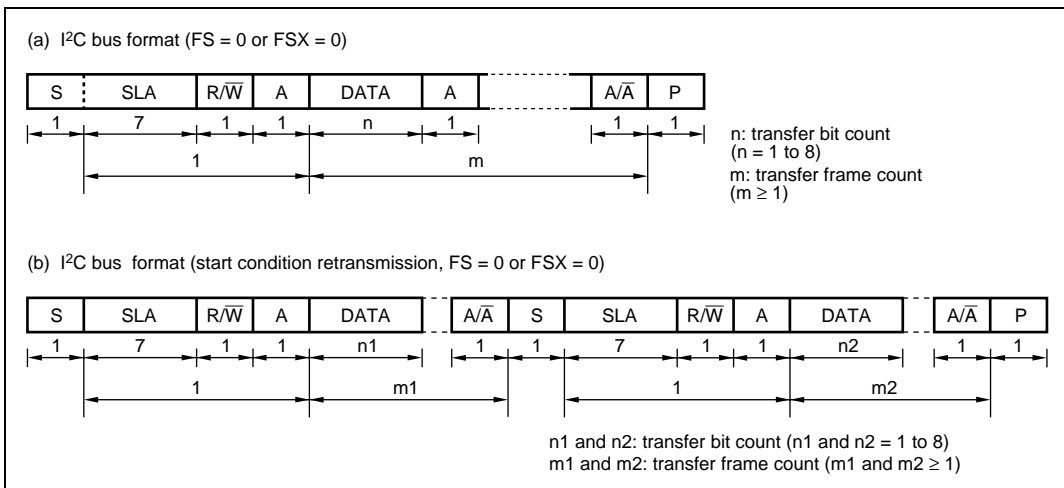 (a) I²C bus format (FS = 0 or FSX = 0)
S SLA R/W̅ A DATA A A/A̅ P
1 7 1 1 n 1 1 1
1 m
n: transfer bit count
(n = 1 to 8)
m: transfer frame count
(m ≥ 1)
(b) I²C bus format (start condition retransmission, FS = 0 or FSX = 0)
S SLA R/W̅ A DATA A/A̅ S SLA R/W̅ A DATA A/A̅ P
1 7 1 1 n1 1 1 7 1 1 n2 1 1
1 m1 1 m2
n1 and n2: transfer bit count (n1 and n2 = 1 to 8)
m1 and m2: transfer frame count (m1 and m2 ≥ 1)